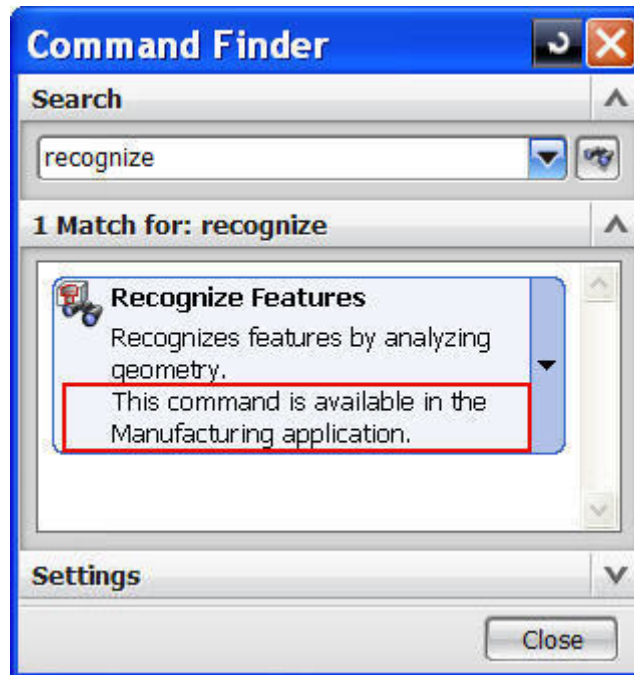 Command Finder
Search
recognize
1 Match for: recognize
Recognize Features
Recognizes features by analyzing
geometry.
This command is available in the
Manufacturing application.
Settings
Close